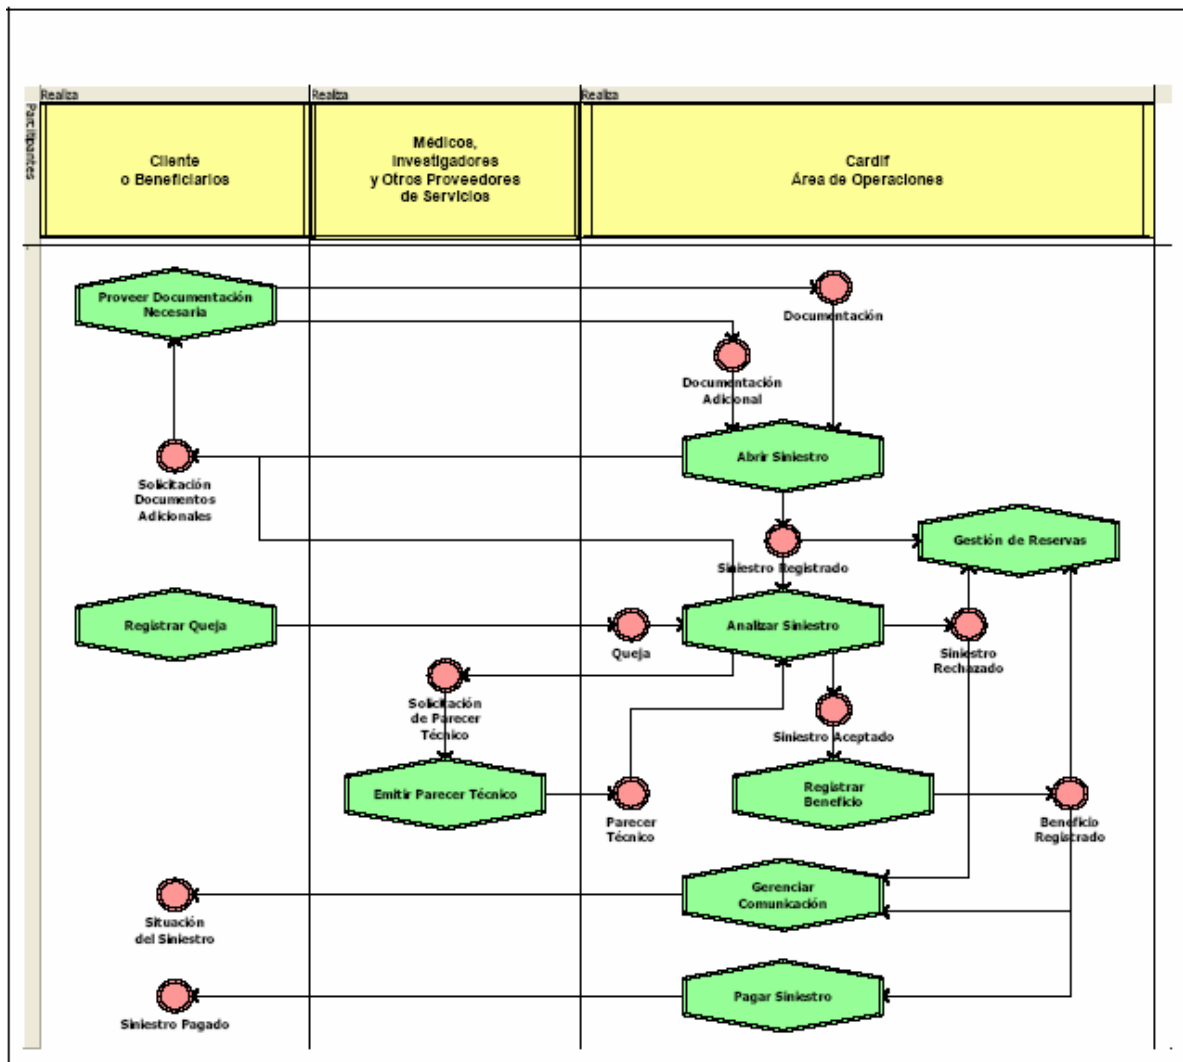 Realiza
Realiza
Realiza
Participantes
Cliente
o Beneficiarios
Médicos,
Investigadores
y Otros Proveedores
de Servicios
Cardif
Área de Operaciones
Proveer Documentación
Necesaria
Documentación
Documentación
Adicional
Abrir Siniestro
Solicitación
Documentos
Adicionales
Siniestro Registrado
Gestión de Reservas
Registrar Queja
Queja
Analizar Siniestro
Siniestro
Rechazado
Solicitación
de Parecer
Técnico
Siniestro Aceptado
Emitir Parecer Técnico
Parecer
Técnico
Registrar
Beneficio
Beneficio
Registrado
Gerenciar
Comunicación
Situación
del Siniestro
Pagar Siniestro
Siniestro Pagado